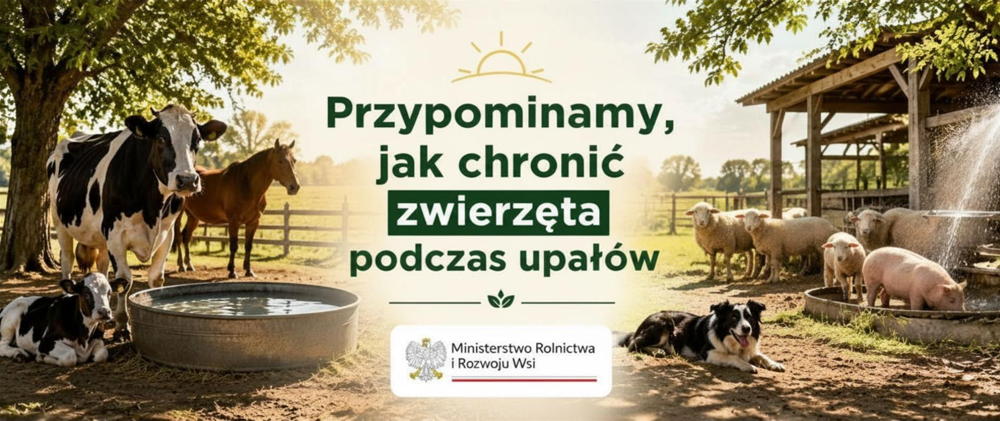 Przypominamy,
jak chronić
zwierzęta
podczas upałów
Ministerstwo Rolnictwa
i Rozwoju Wsi